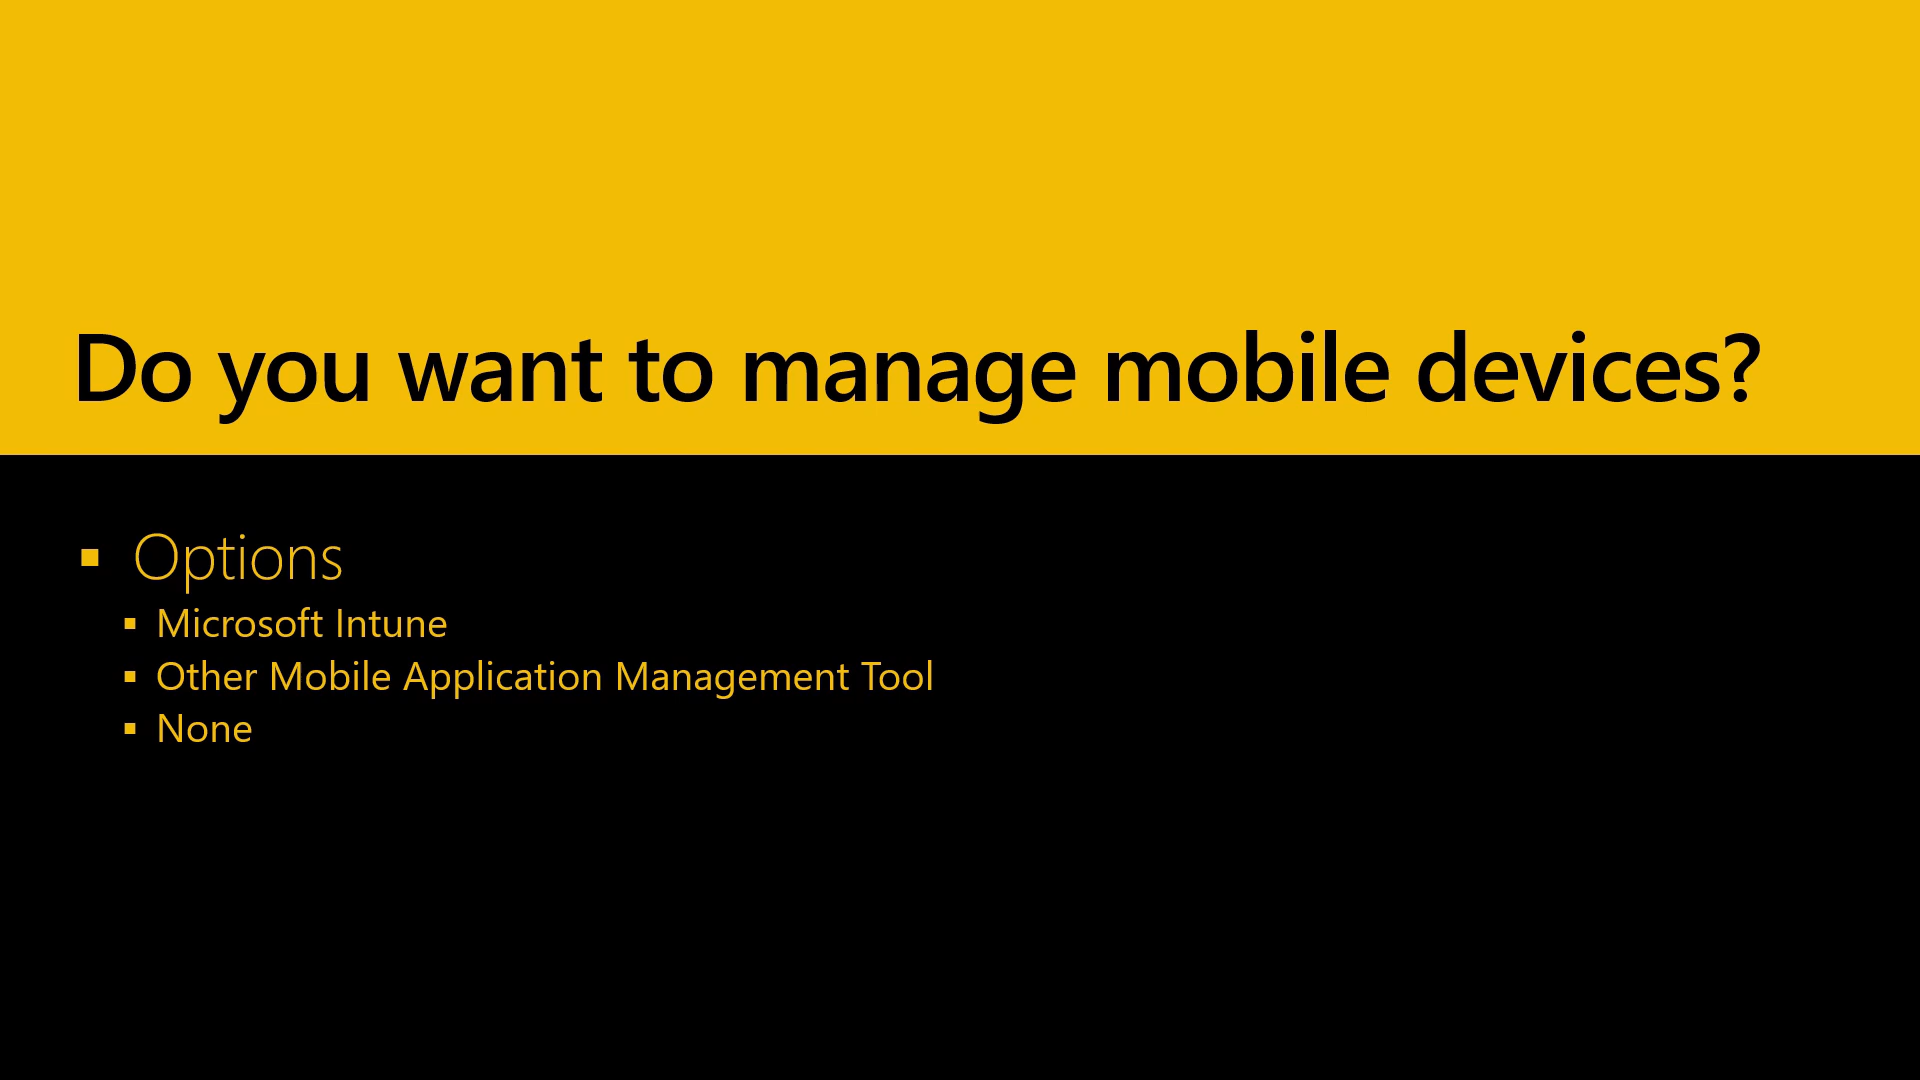 Do you want to manage mobile devices?
Options
Microsoft Intune
Other Mobile Application Management Tool
None